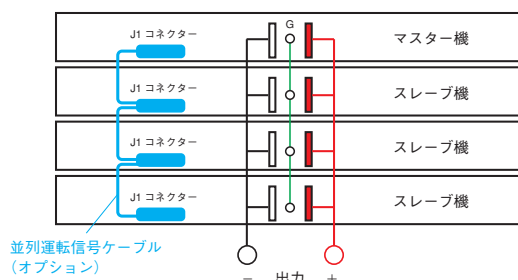 G
J1 コネクター
マスター機
J1 コネクター
スレーブ機
J1 コネクター
スレーブ機
J1 コネクター
スレーブ機
並列運転信号ケーブル
（オプション）
− 出力 +